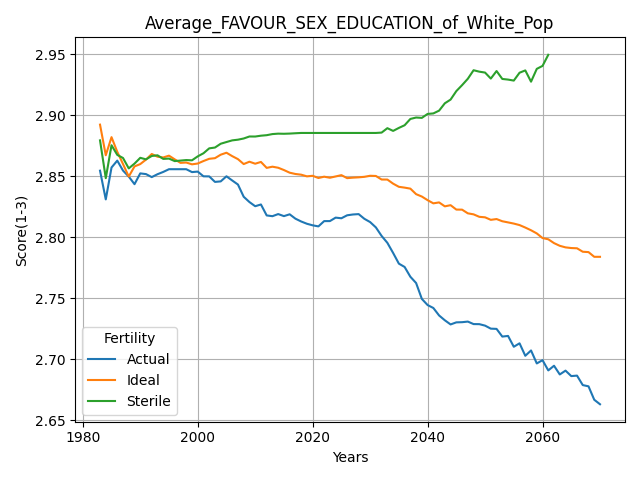 Average_FAVOUR_SEX_EDUCATION_of_White_Pop
2.95
2.90
2.85
2.80
2.75
2.70
2.65
Score(1-3)
Fertility
Actual
Ideal
Sterile
1980 2000 2020 2040 2060
Years